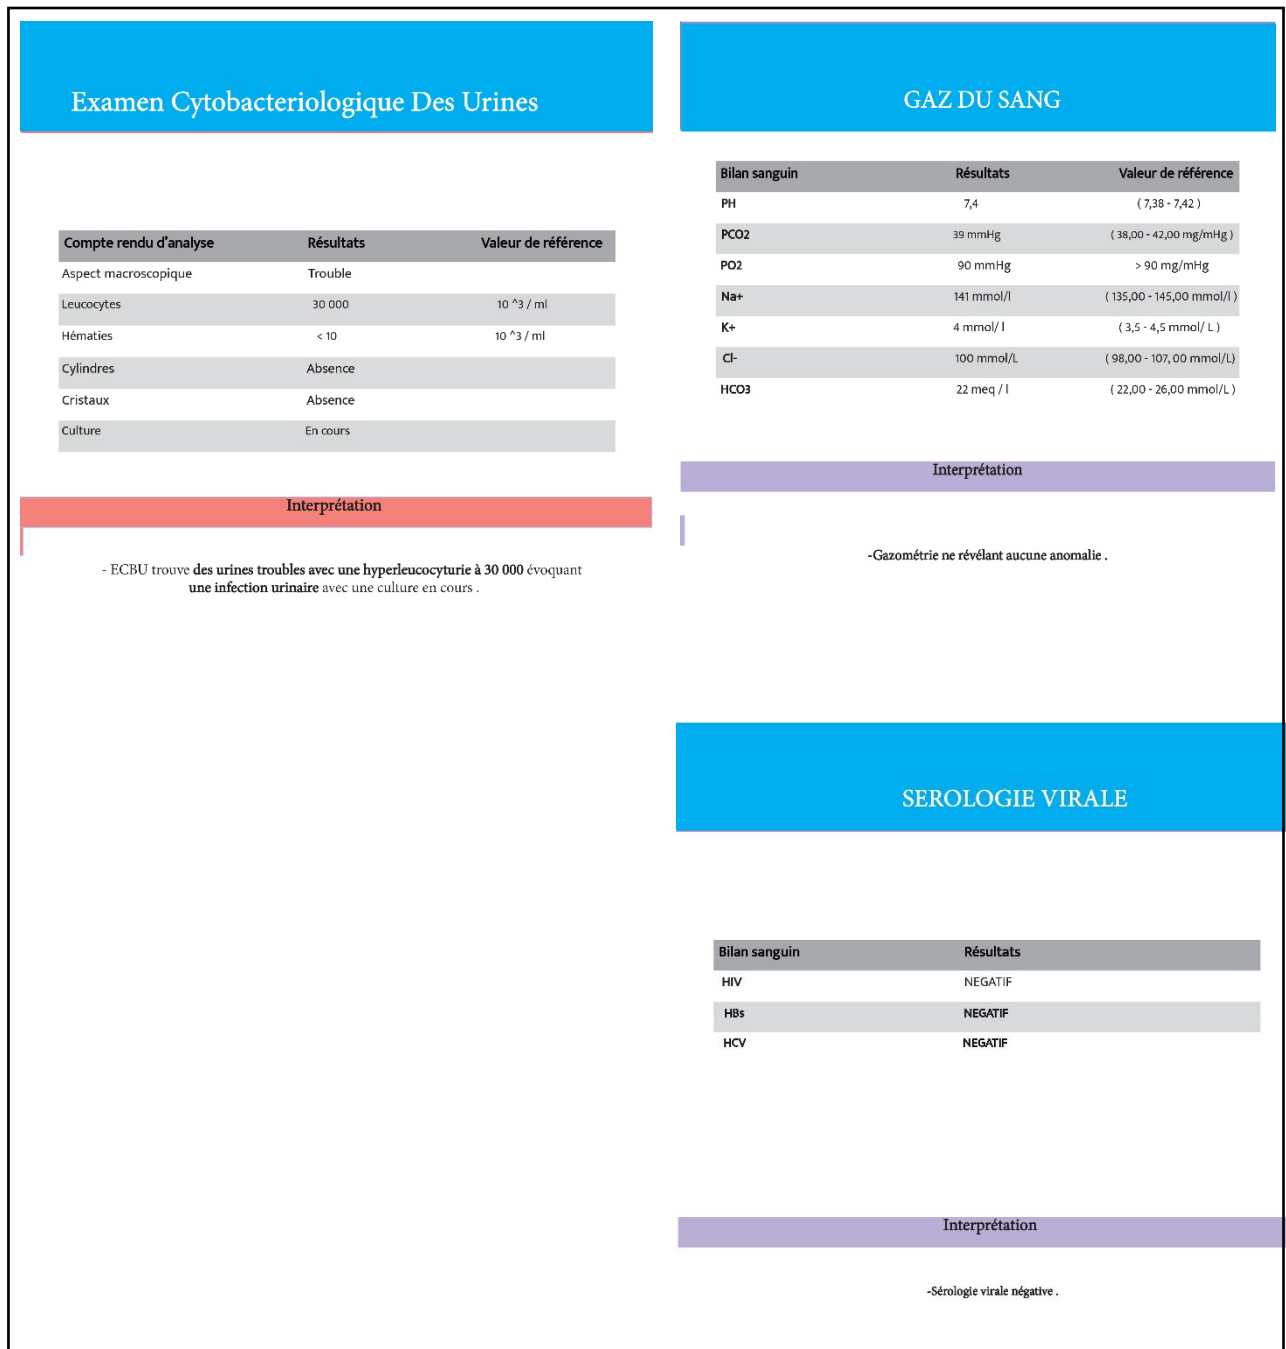 Examen Cytobacteriologique Des Urines
Compte rendu d'analyse Résultats Valeur de référence
Aspect macroscopique Trouble
Leucocytes 30 000 10 ^3 / ml
Hématies < 10 10 ^3 / ml
Cylindres Absence
Cristaux Absence
Culture En cours
Interprétation
- ECBU trouve des urines troubles avec une hyperleucocyturie à 30 000 évoquant
une infection urinaire avec une culture en cours .
GAZ DU SANG
Bilan sanguin Résultats Valeur de référence
PH 7,4 ( 7,38 - 7,42 )
PCO2 39 mmHg ( 38,00 - 42,00 mg/mHg )
PO2 90 mmHg > 90 mg/mHg
Na+ 141 mmol/l ( 135,00 - 145,00 mmol/l )
K+ 4 mmol/ l ( 3,5 - 4,5 mmol/ L )
Cl- 100 mmol/L ( 98,00 - 107, 00 mmol/L)
HCO3 22 meq / l ( 22,00 - 26,00 mmol/L )
Interprétation
-Gazométrie ne révélant aucune anomalie .
SEROLOGIE VIRALE
Bilan sanguin Résultats
HIV NEGATIF
HBs NEGATIF
HCV NEGATIF
Interprétation
-Sérologie virale négative .